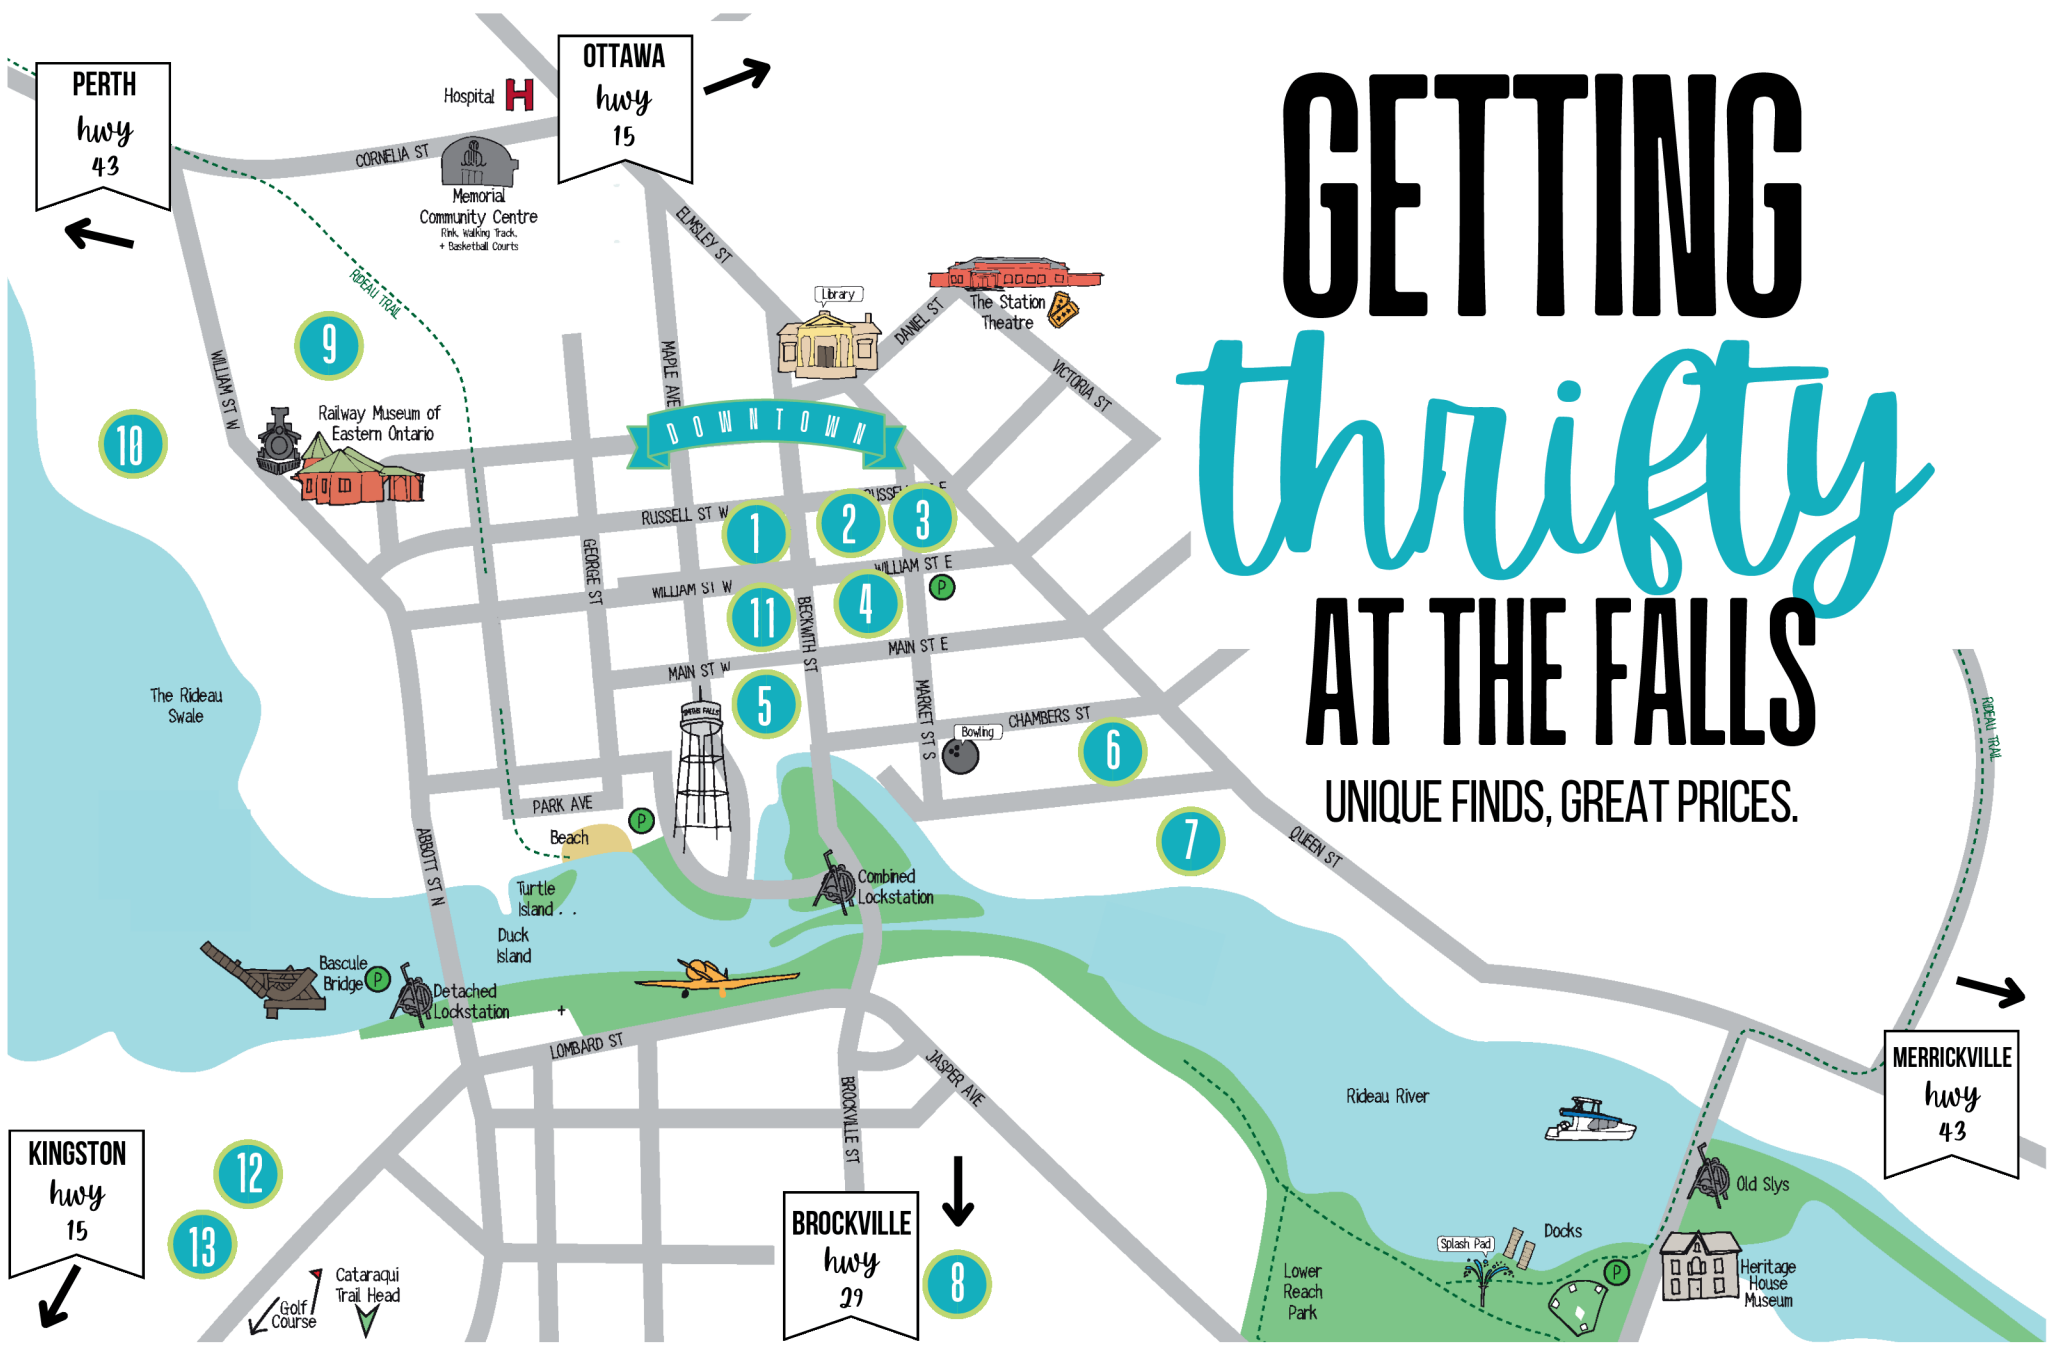 GETTING
thrifty
AT THE FALLS
UNIQUE FINDS, GREAT PRICES.
PERTH
hwy
43
OTTAWA
hwy
15
Hospital
H
CORNELIA ST
Memorial
Community Centre
Rink, Walking Track,
+ Basketball Courts
RIDEAU TRAIL
ELMSLEY ST
Library
DANIEL ST
The Station
Theatre
VICTORIA ST
WILLIAM ST W
MAPLE AVE
9
10
Railway Museum of
Eastern Ontario
DOWNTOWN
RUSSELL ST W
1
2
3
GEORGE ST
WILLIAM ST W
WILLIAM ST E
P
11
4
BECKWITH ST
MAIN ST W
MAIN ST E
5
SMITHS FALLS
MARKET ST S
CHAMBERS ST
Bowling
6
7
The Rideau
Swale
PARK AVE
P
Beach
ABBOTT ST N
QUEEN ST
Turtle
Island
Duck
Island
Combined
Lockstation
Bascule
Bridge
P
Detached
Lockstation
LOMBARD ST
JASPER AVE
BROCKVILLE ST
RIDEAU TRAIL
MERRICKVILLE
hwy
43
Rideau River
Old Slys
Docks
Splash Pad
P
Heritage
House
Museum
Lower
Reach
Park
KINGSTON
hwy
15
12
13
Golf
Course
Cataraqui
Trail Head
BROCKVILLE
hwy
29
8